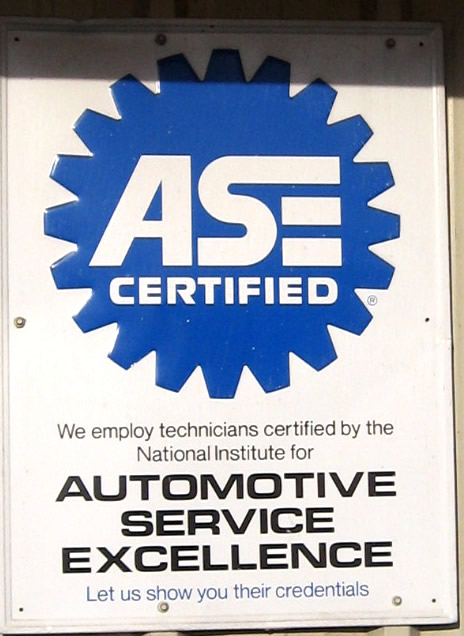 ASE
CERTIFIED ®
We employ technicians certified by the
National Institute for
AUTOMOTIVE
SERVICE
EXCELLENCE
Let us show you their credentials